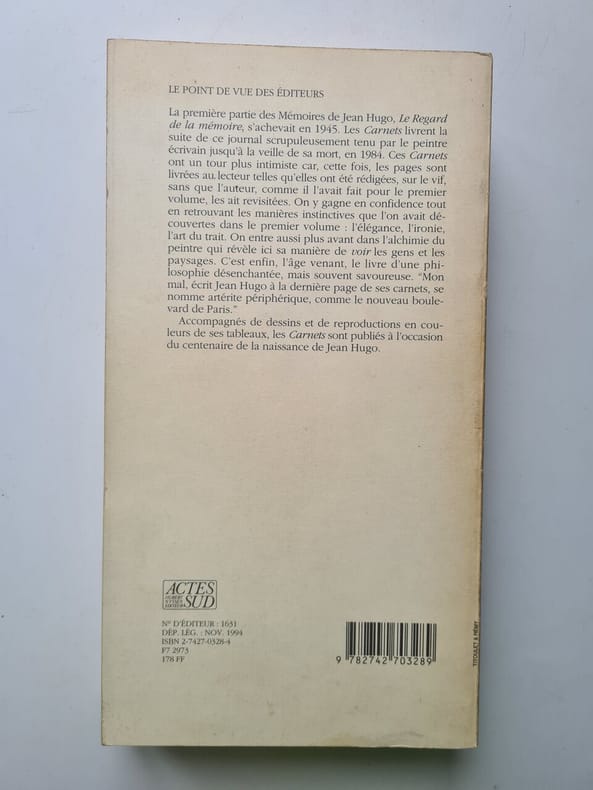 LE POINT DE VUE DES ÉDITEURS
La première partie des Mémoires de Jean Hugo, Le Regard
de la mémoire, s'achevait en 1945. Les Carnets livrent la
suite de ce journal scrupuleusement tenu par le peintre
écrivain jusqu'à la veille de sa mort, en 1984. Ces Carnets
ont un tour plus intimiste car, cette fois, les pages sont
livrées au lecteur telles qu'elles ont été rédigées, sur le vif,
sans que l'auteur, comme il l'avait fait pour le premier
volume, les ait revisitées. On y gagne en confidence tout
en retrouvant les manières instinctives que l'on avait dé-
couvertes dans le premier volume : l'élégance, l'ironie,
l'art du trait. On entre aussi plus avant dans l'alchimie du
peintre qui révèle ici sa manière de voir les gens et les
paysages. C'est enfin, l'âge venant, le livre d'une phi-
losophie désenchantée, mais souvent savoureuse. “Mon
mal, écrit Jean Hugo à la dernière page de ses carnets, se
nomme artérite périphérique, comme le nouveau boule-
vard de Paris.”
Accompagnés de dessins et de reproductions en cou-
leurs de ses tableaux, les Carnets sont publiés à l'occasion
du centenaire de la naissance de Jean Hugo.
ACTES
HUBERT
NYSSEN
ÉDITEUR
SUD
N° D'ÉDITEUR : 1631
DÉP. LÉG. : NOV. 1994
ISBN 2-7427-0328-4
F7 2973
178 FF
9 782742 703289